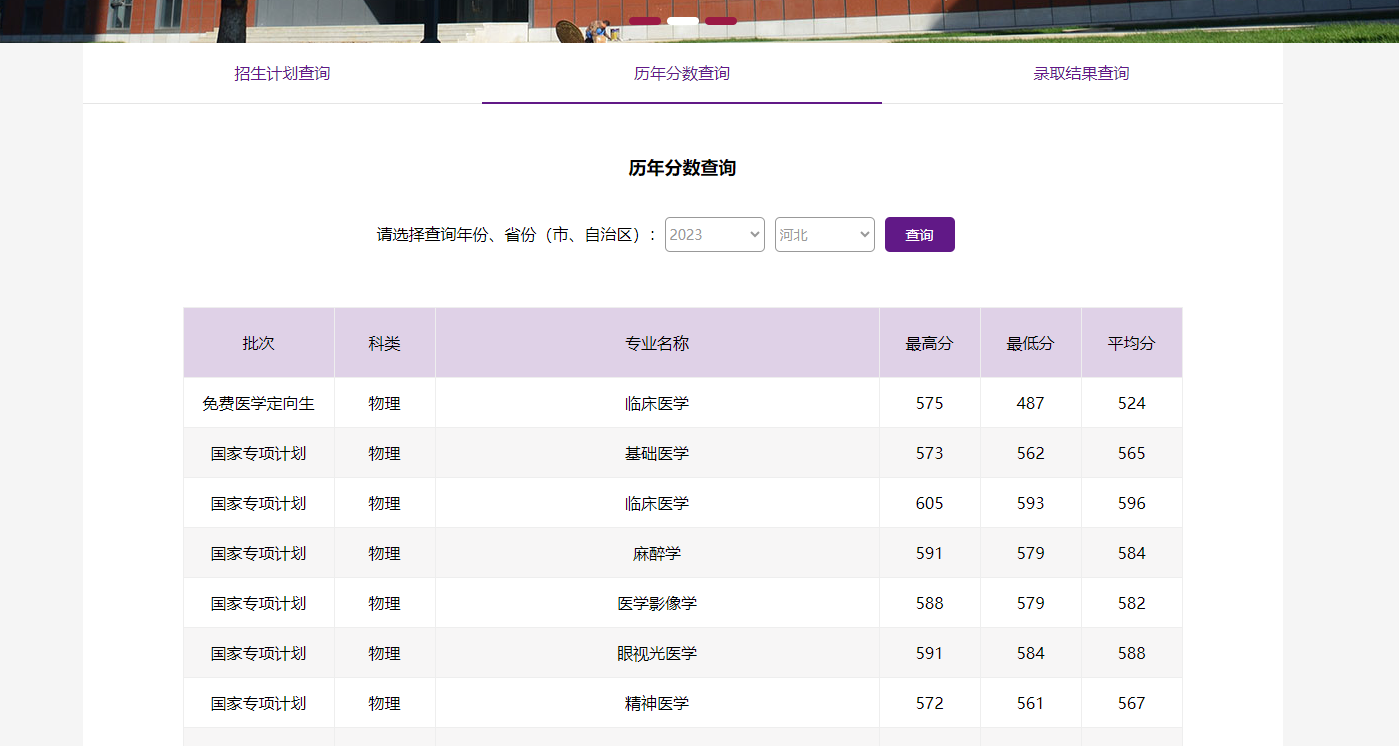 招生计划查询 历年分数查询 录取结果查询
历年分数查询
请选择查询年份、省份（市、自治区）： 2023 河北 查询
批次 科类 专业名称 最高分 最低分 平均分
免费医学定向生 物理 临床医学 575 487 524
国家专项计划 物理 基础医学 573 562 565
国家专项计划 物理 临床医学 605 593 596
国家专项计划 物理 麻醉学 591 579 584
国家专项计划 物理 医学影像学 588 579 582
国家专项计划 物理 眼视光医学 591 584 588
国家专项计划 物理 精神医学 572 561 567